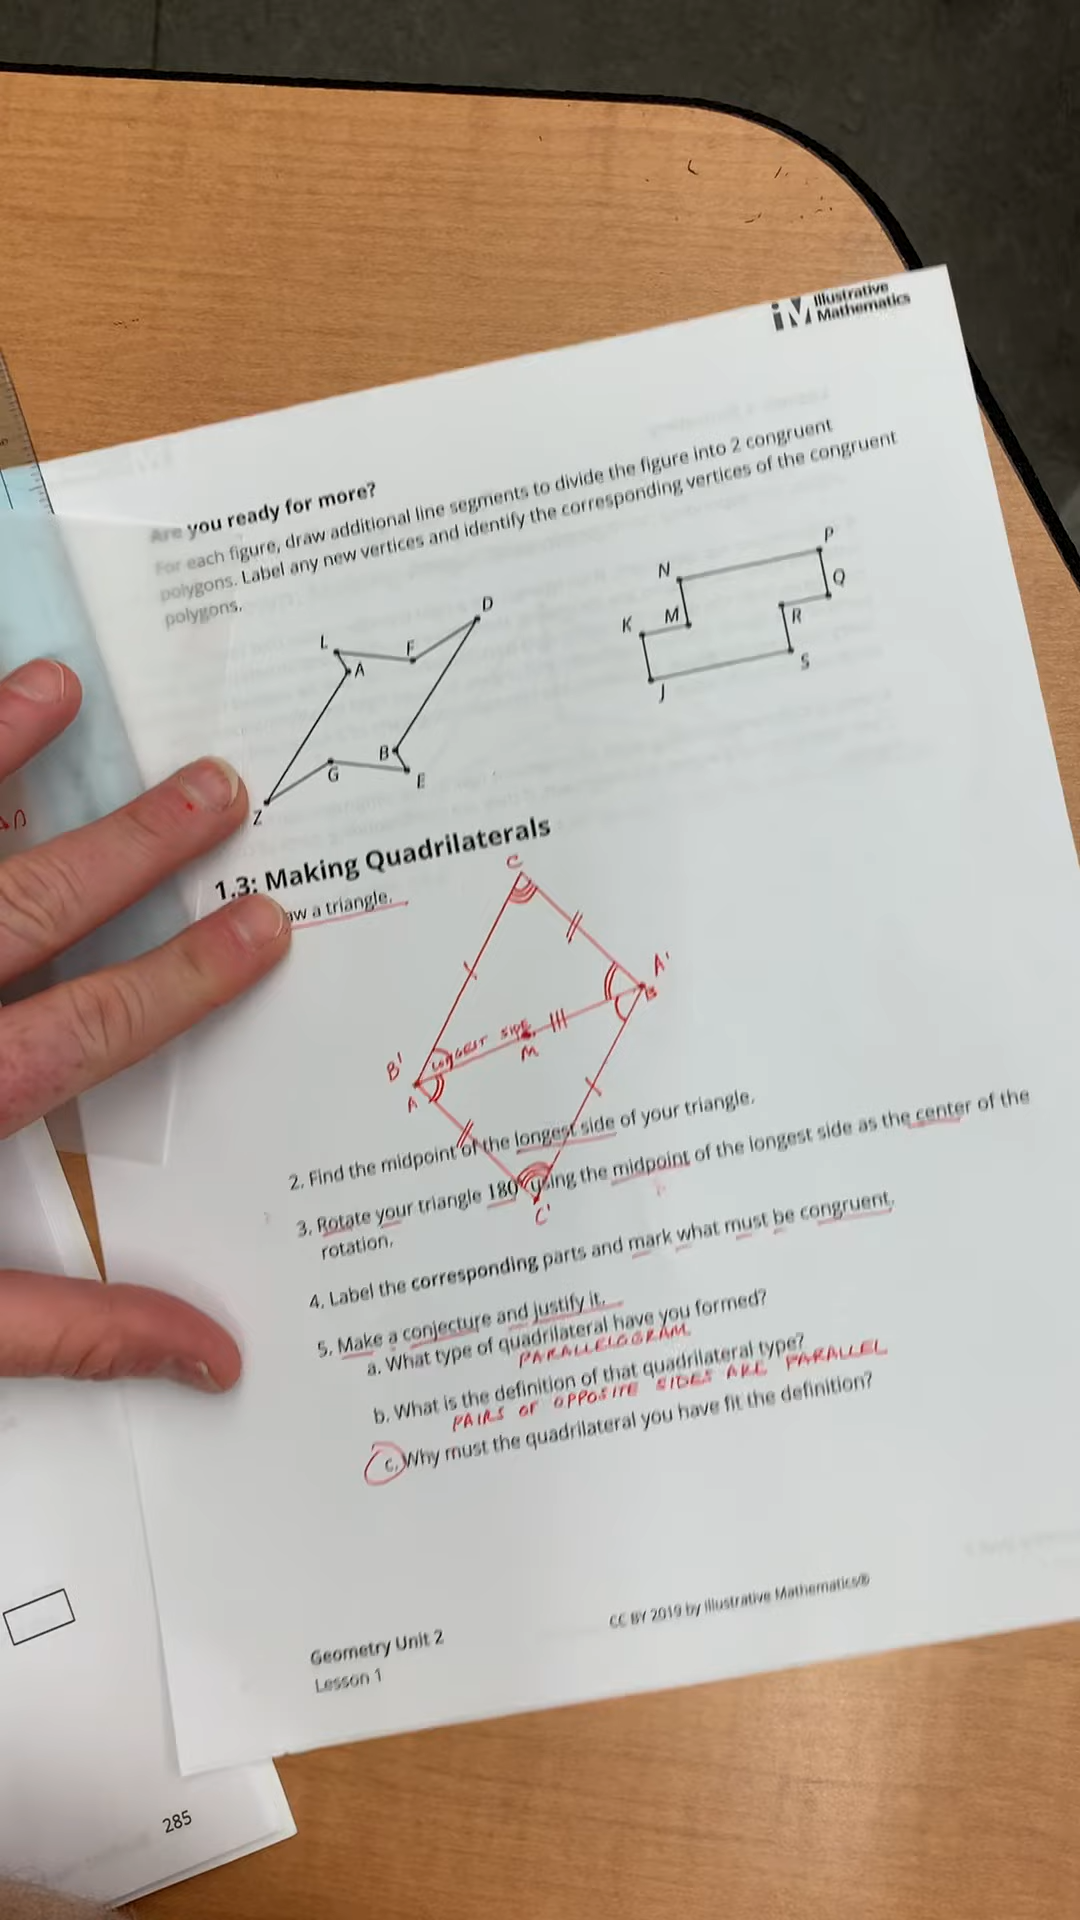 Illustrative
Mathematics
Are you ready for more?
For each figure, draw additional line segments to divide the figure into 2 congruent
polygons. Label any new vertices and identify the corresponding vertices of the congruent
polygons.
L
A
F
D
B
E
G
Z
N
P
Q
K
M
R
S
J
1.3: Making Quadrilaterals
aw a triangle.
C
A'
B
LONGEST SIDE
M
B'
A
C'
2. Find the midpoint of the longest side of your triangle.
3. Rotate your triangle 180° using the midpoint of the longest side as the center of the
rotation.
4. Label the corresponding parts and mark what must be congruent.
5. Make a conjecture and justify it.
a. What type of quadrilateral have you formed?
PARALLELOGRAM
b. What is the definition of that quadrilateral type?
PAIRS OF OPPOSITE SIDES ARE PARALLEL
c. Why must the quadrilateral you have fit the definition?
Geometry Unit 2
Lesson 1
CC BY 2019 by Illustrative Mathematics®
285